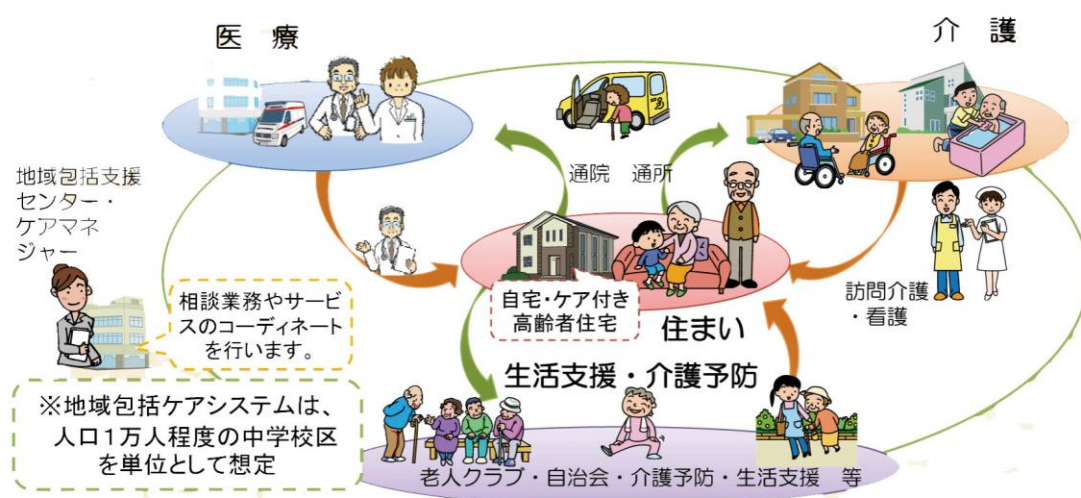 医 療
介 護
通院 通所
地域包括支援
センター・
ケアマネ
ジャー
相談業務やサービ
スのコーディネート
を行います。
自宅・ケア付き
高齢者住宅
住まい
訪問介護
・看護
生活支援・介護予防
※地域包括ケアシステムは、
人口1万人程度の中学校区
を単位として想定
老人クラブ・自治会・介護予防・生活支援 等